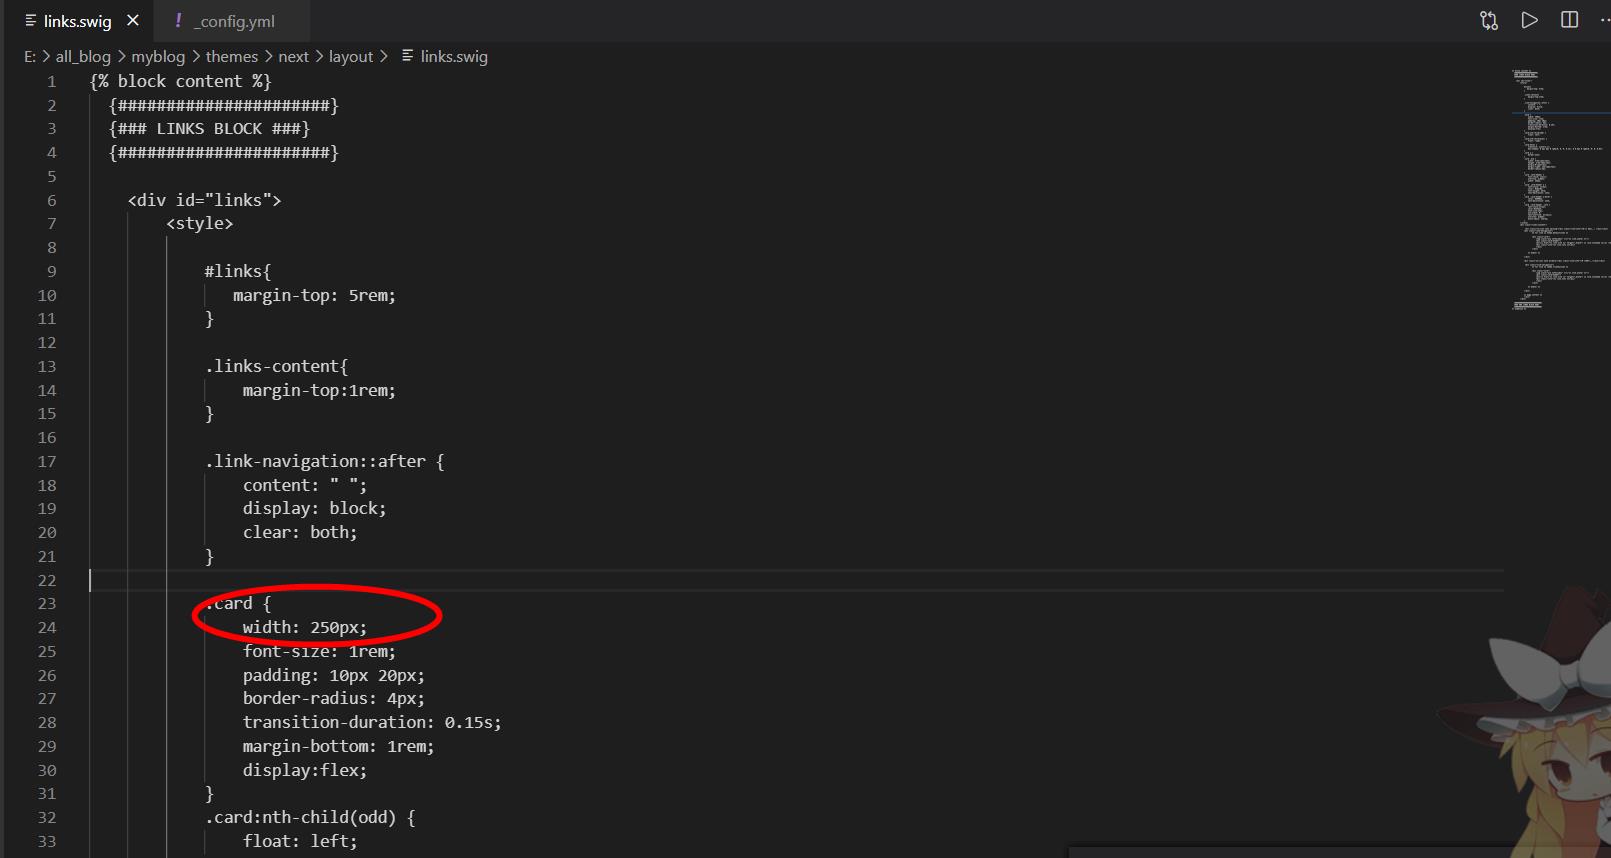 links.swig
! _config.yml
E: > all_blog > myblog > themes > next > layout > links.swig
1 {% block content %}
2 {######################}
3 {### LINKS BLOCK ###}
4 {######################}
5
6 <div id="links">
7 <style>
8
9 #links{
10 margin-top: 5rem;
11 }
12
13 .links-content{
14 margin-top:1rem;
15 }
16
17 .link-navigation::after {
18 content: " ";
19 display: block;
20 clear: both;
21 }
22
23 .card {
24 width: 250px;
25 font-size: 1rem;
26 padding: 10px 20px;
27 border-radius: 4px;
28 transition-duration: 0.15s;
29 margin-bottom: 1rem;
30 display:flex;
31 }
32 .card:nth-child(odd) {
33 float: left;